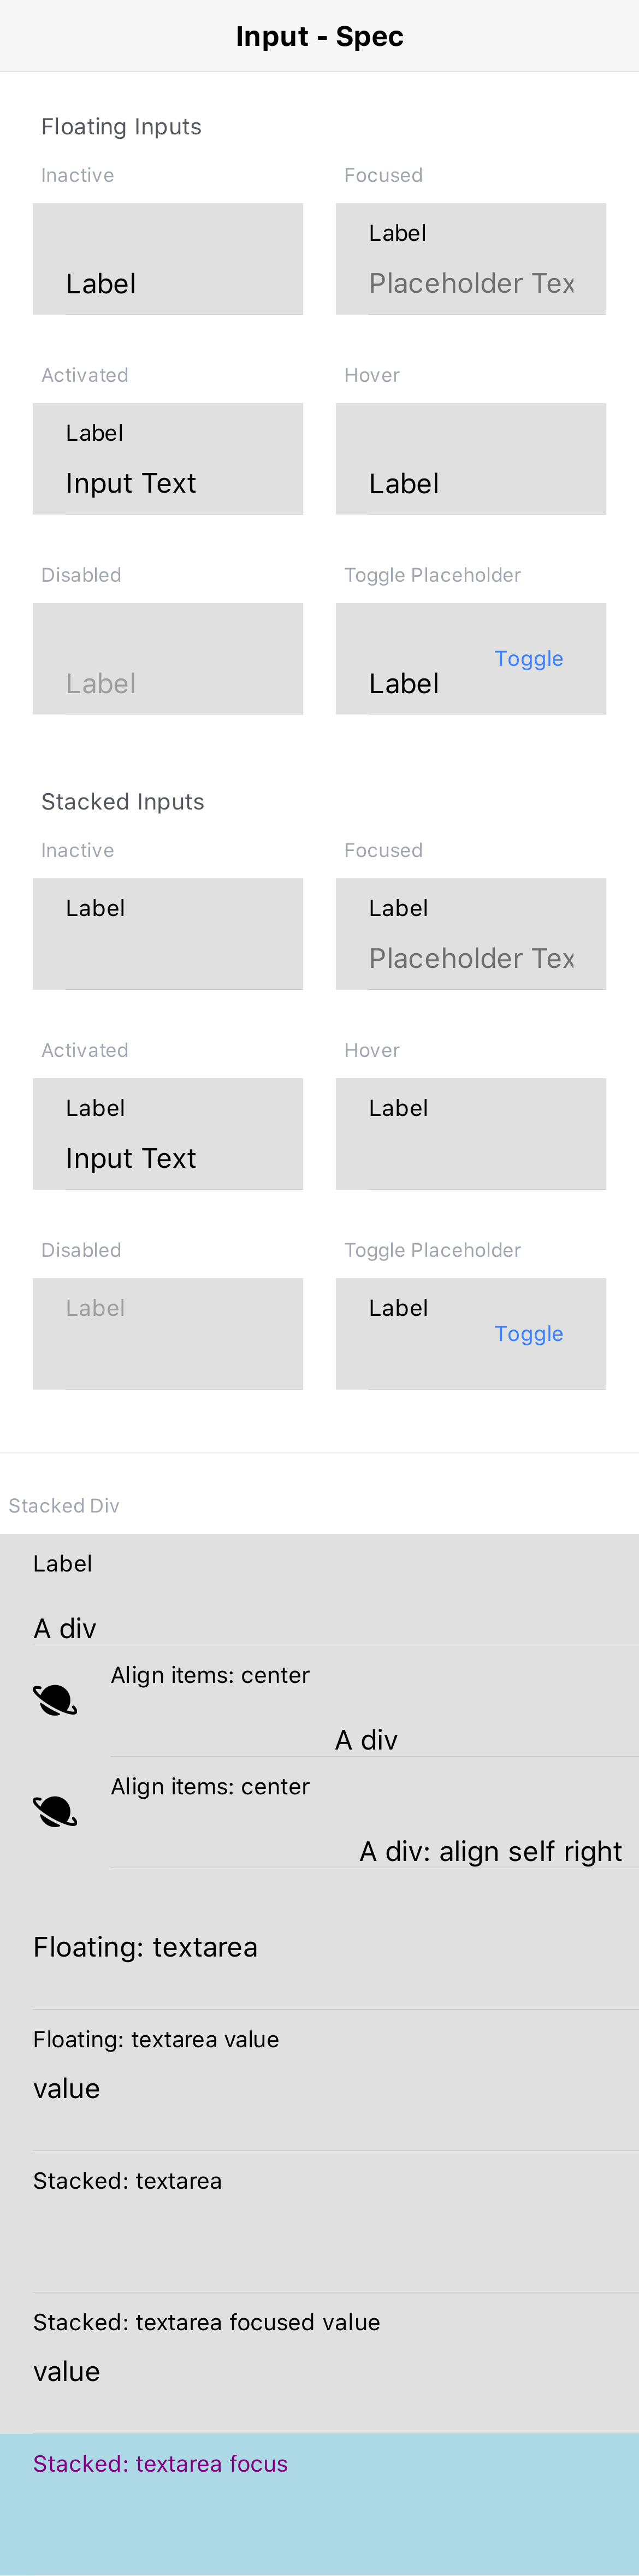 Input - Spec
Floating Inputs
Inactive
Focused
Label
Label
Placeholder Tex
Activated
Hover
Label
Input Text
Label
Disabled
Toggle Placeholder
Label
Label
Toggle
Stacked Inputs
Inactive
Focused
Label
Label
Placeholder Tex
Activated
Hover
Label
Input Text
Label
Disabled
Toggle Placeholder
Label
Label
Toggle
Stacked Div
Label
A div
Align items: center
A div
Align items: center
A div: align self right
Floating: textarea
Floating: textarea value
value
Stacked: textarea
Stacked: textarea focused value
value
Stacked: textarea focus